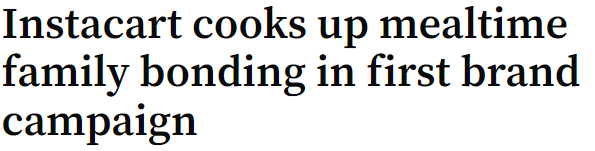 Instacart cooks up mealtime
family bonding in first brand
campaign